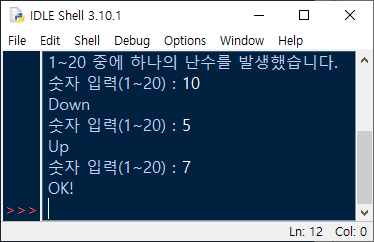 IDLE Shell 3.10.1
File Edit Shell Debug Options Window Help
1~20 중에 하나의 난수를 발생했습니다.
숫자 입력(1~20) : 10
Down
숫자 입력(1~20) : 5
Up
숫자 입력(1~20) : 7
OK!
>>>
Ln: 12 Col: 0